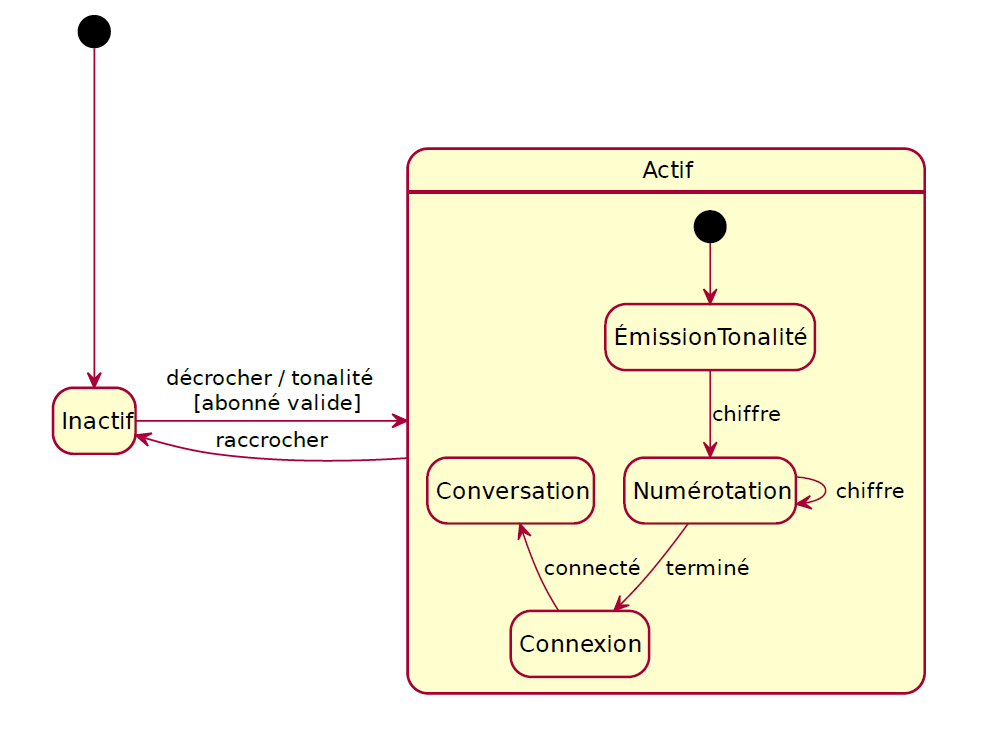 Actif
ÉmissionTonalité
décrocher / tonalité
[abonné valide]
chiffre
Inactif
raccrocher
Conversation
Numérotation
chiffre
connecté
terminé
Connexion